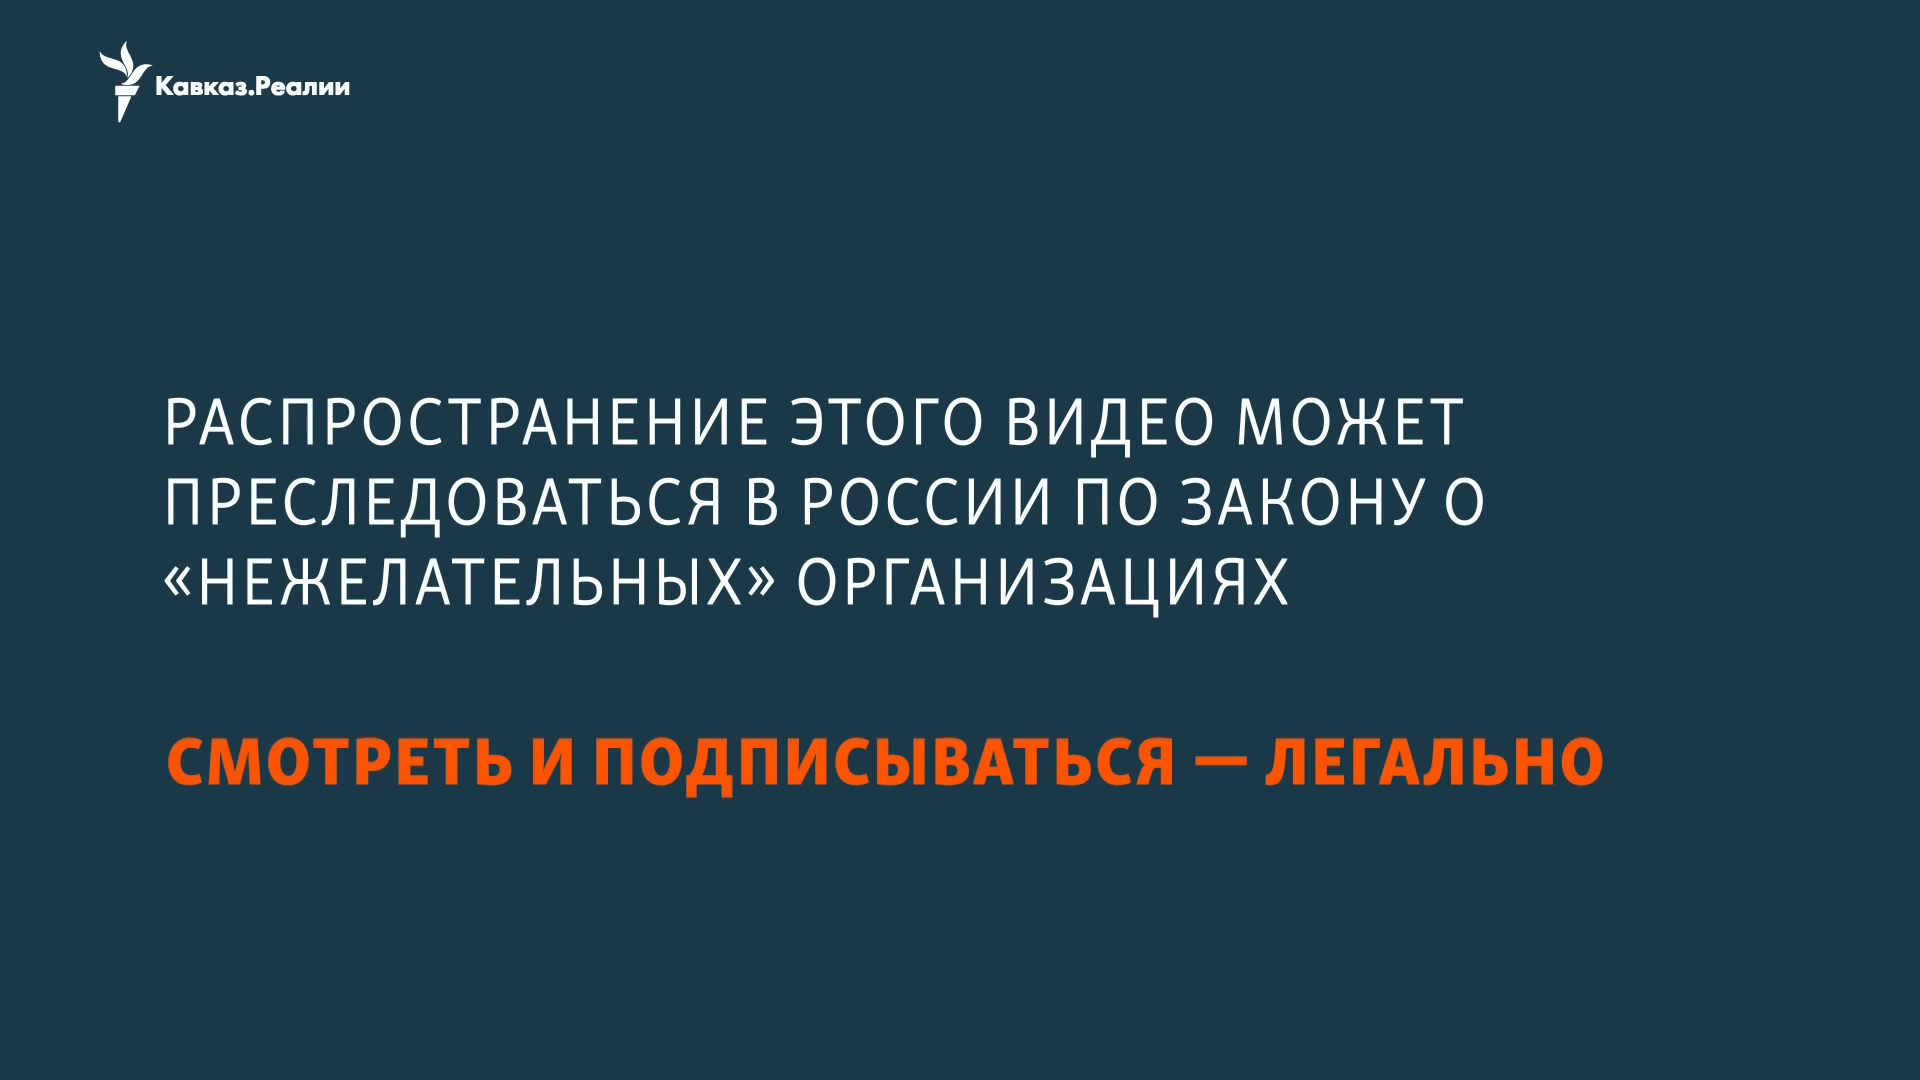 Кавказ.Реалии
РАСПРОСТРАНЕНИЕ ЭТОГО ВИДЕО МОЖЕТ
ПРЕСЛЕДОВАТЬСЯ В РОССИИ ПО ЗАКОНУ О
«НЕЖЕЛАТЕЛЬНЫХ» ОРГАНИЗАЦИЯХ
СМОТРЕТЬ И ПОДПИСЫВАТЬСЯ — ЛЕГАЛЬНО